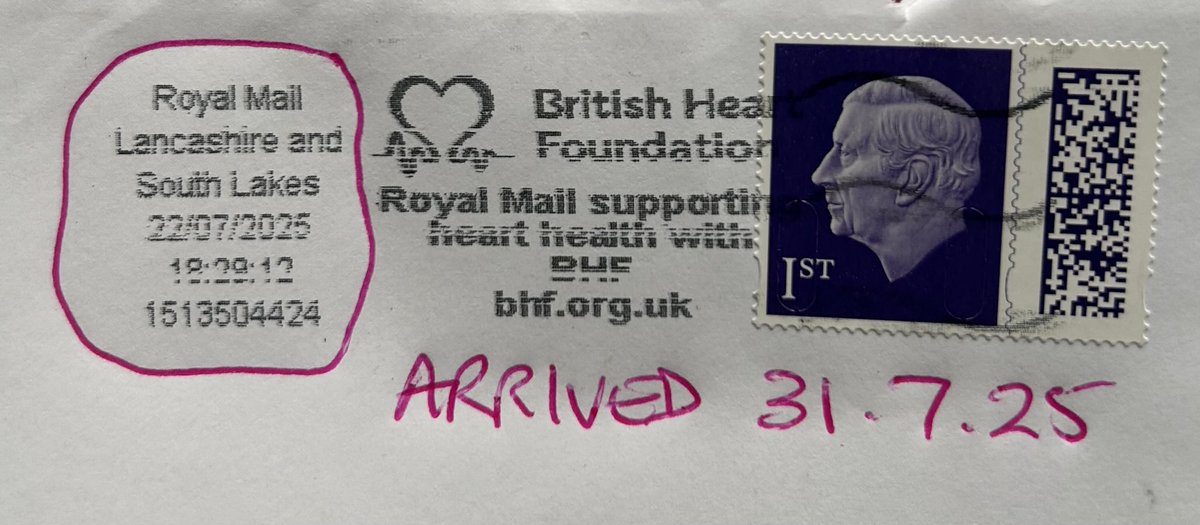 Royal Mail
Lancashire and
South Lakes
22/07/2025
18:29:12
1513504424
British Heart
Foundation
Royal Mail supporting
heart health with
BHF
bhf.org.uk
1ST
ARRIVED 31.7.25